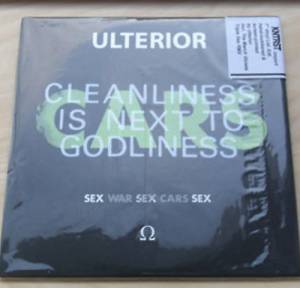 ULTERIOR
CARS
CLEANLINESS
IS NEXT TO
GODLINESS
SEX WAR SEX CARS SEX
Ω